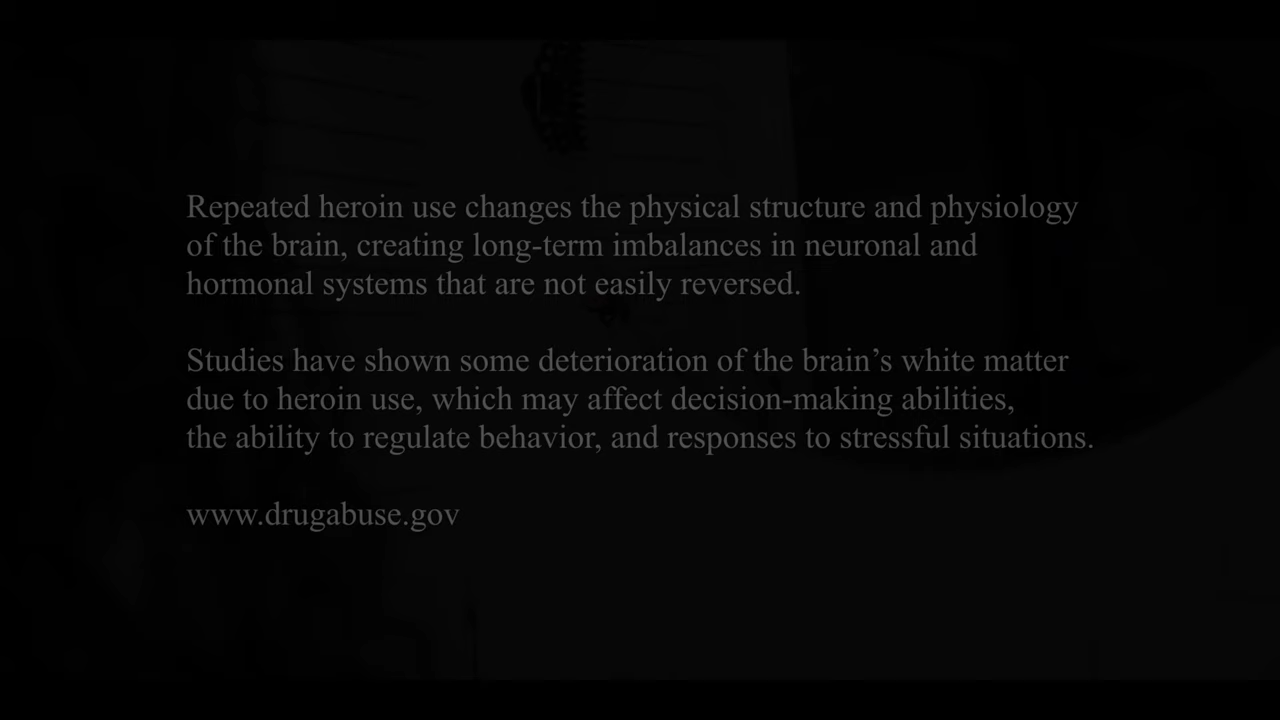 Repeated heroin use changes the physical structure and physiology
of the brain, creating long-term imbalances in neuronal and
hormonal systems that are not easily reversed.
Studies have shown some deterioration of the brain’s white matter
due to heroin use, which may affect decision-making abilities,
the ability to regulate behavior, and responses to stressful situations.
www.drugabuse.gov